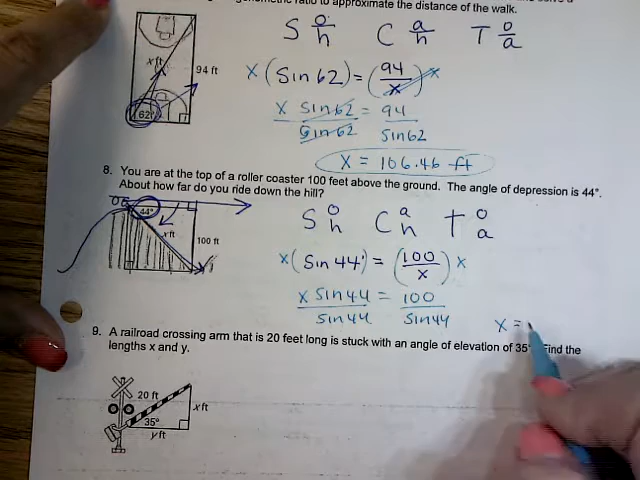 ratio to approximate the distance of the walk.
S o/h C a/h T o/a
x ft
94 ft
62°
x (Sin 62) = (94/x) x
x sin 62 / sin 62 = 94 / sin 62
x = 106.46 ft
8. You are at the top of a roller coaster 100 feet above the ground. The angle of depression is 44°.
About how far do you ride down the hill?
44°
x ft
100 ft
S o/h C a/h T o/a
x (Sin 44°) = (100/x) x
x sin 44 / sin 44 = 100 / sin 44
x =
9. A railroad crossing arm that is 20 feet long is stuck with an angle of elevation of 35°. Find the
lengths x and y.
20 ft
x ft
35°
y ft